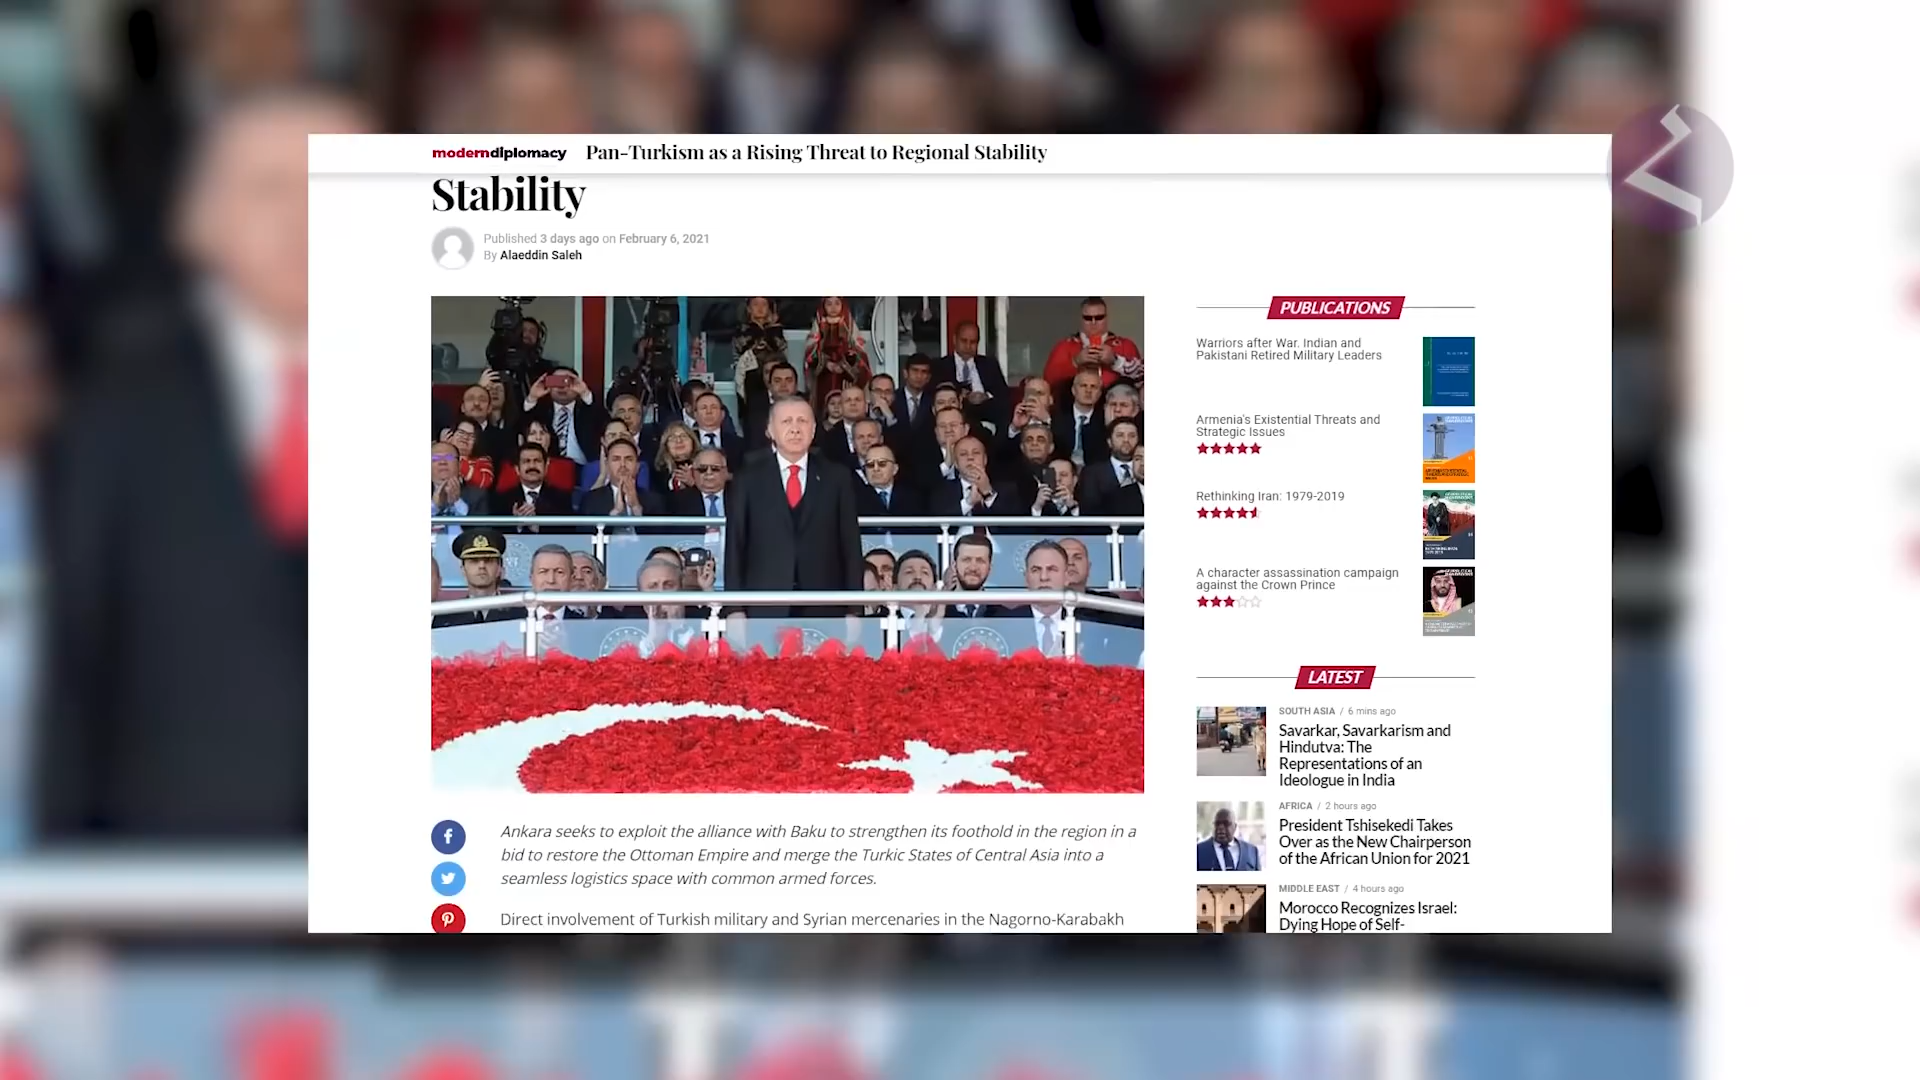 moderndiplomacy Pan-Turkism as a Rising Threat to Regional Stability
Stability
Published 3 days ago on February 6, 2021
By Alaeddin Saleh
Ankara seeks to exploit the alliance with Baku to strengthen its foothold in the region in a
bid to restore the Ottoman Empire and merge the Turkic States of Central Asia into a
seamless logistics space with common armed forces.
Direct involvement of Turkish military and Syrian mercenaries in the Nagorno-Karabakh
PUBLICATIONS
Warriors after War. Indian and
Pakistani Retired Military Leaders
Armenia's Existential Threats and
Strategic Issues
Rethinking Iran: 1979-2019
A character assassination campaign
against the Crown Prince
LATEST
SOUTH ASIA / 6 mins ago
Savarkar, Savarkarism and
Hindutva: The
Representations of an
Ideologue in India
AFRICA / 2 hours ago
President Tshisekedi Takes
Over as the New Chairperson
of the African Union for 2021
MIDDLE EAST / 4 hours ago
Morocco Recognizes Israel:
Dying Hope of Self-